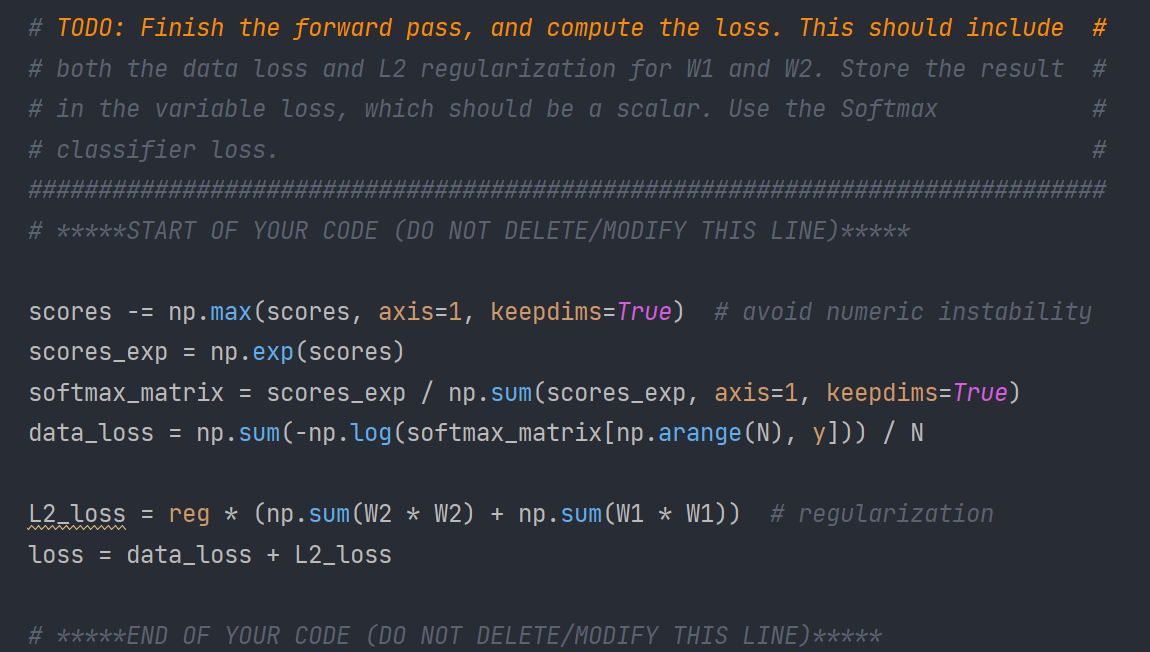 # TODO: Finish the forward pass, and compute the loss. This should include  #
# both the data loss and L2 regularization for W1 and W2. Store the result  #
# in the variable loss, which should be a scalar. Use the Softmax           #
# classifier loss.                                                          #
#############################################################################
# *****START OF YOUR CODE (DO NOT DELETE/MODIFY THIS LINE)*****
scores -= np.max(scores, axis=1, keepdims=True)  # avoid numeric instability
scores_exp = np.exp(scores)
softmax_matrix = scores_exp / np.sum(scores_exp, axis=1, keepdims=True)
data_loss = np.sum(-np.log(softmax_matrix[np.arange(N), y])) / N
L2_loss = reg * (np.sum(W2 * W2) + np.sum(W1 * W1))  # regularization
loss = data_loss + L2_loss
# *****END OF YOUR CODE (DO NOT DELETE/MODIFY THIS LINE)*****